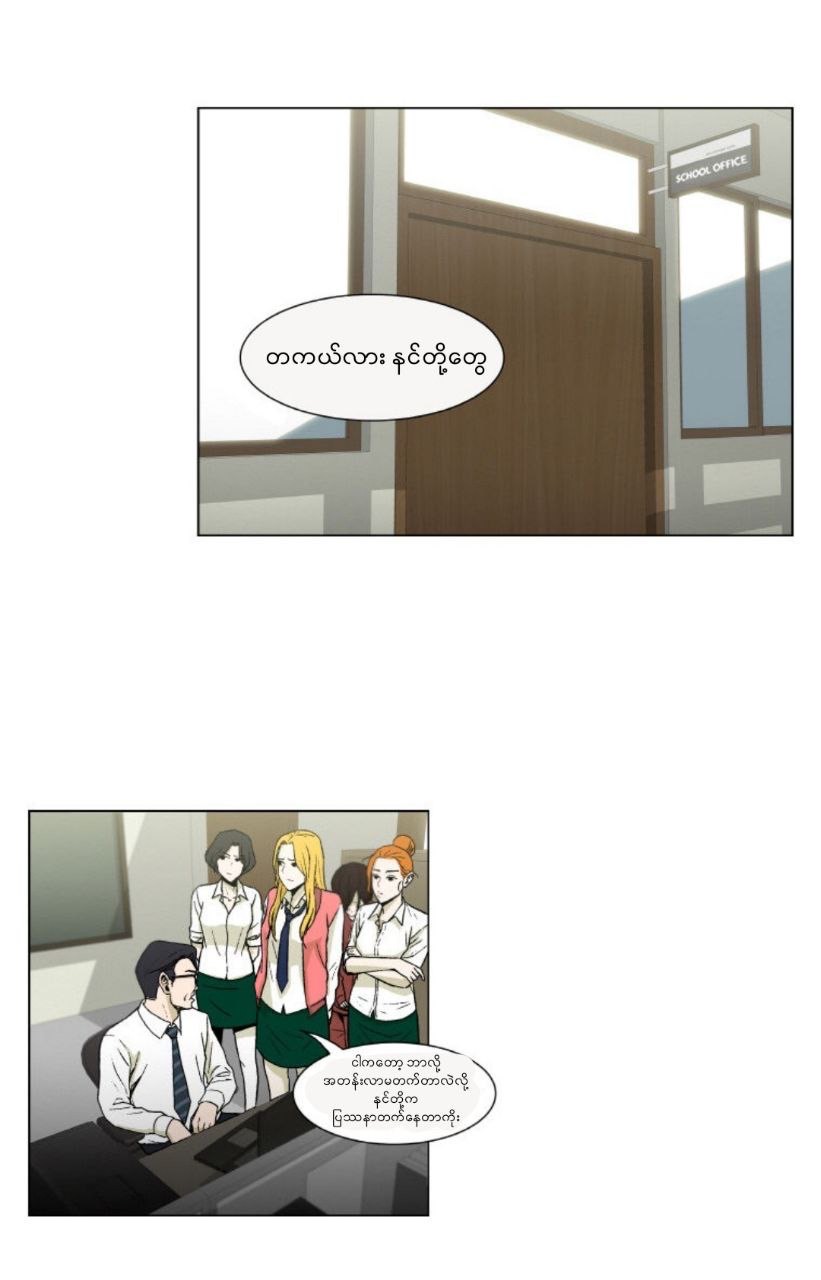 SCHOOL OFFICE
တကယ်လား နင်တို့တွေ
ငါကတော့ ဘာလို့
အတန်းလာမတက်တာလဲလို့
နင်တို့က
ပြဿနာတက်နေတာကိုး